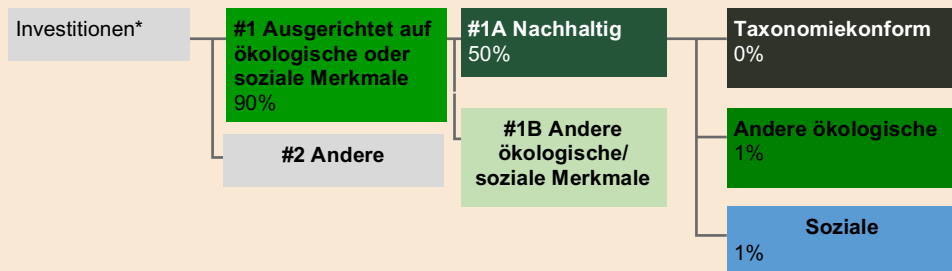 Investitionen*
#1 Ausgerichtet auf
ökologische oder
soziale Merkmale
90%
#2 Andere
#1A Nachhaltig
50%
#1B Andere
ökologische/
soziale Merkmale
Taxonomiekonform
0%
Andere ökologische
1%
Soziale
1%